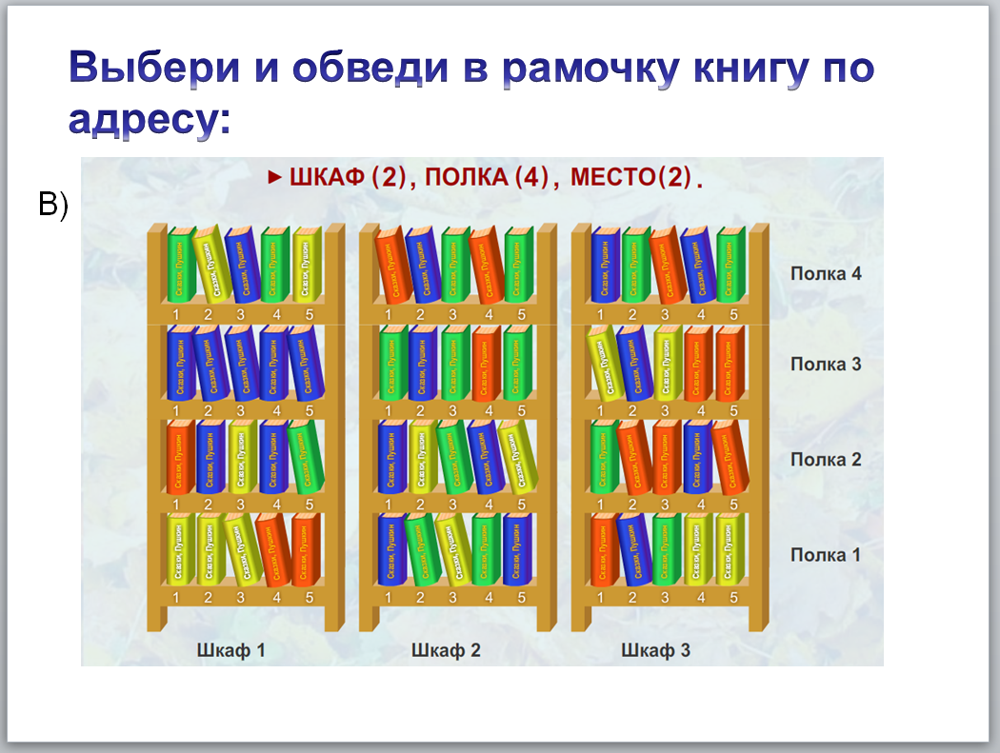 Выбери и обведи в рамочку книгу по
адресу:
В)
► ШКАФ (2), ПОЛКА (4), МЕСТО(2).
Сказки, Пушкин Сказки, Пушкин Сказки, Пушкин Сказки, Пушкин Сказки, Пушкин Сказки, Пушкин Сказки, Пушкин Сказки, Пушкин Сказки, Пушкин Сказки, Пушкин Сказки, Пушкин Сказки, Пушкин Сказки, Пушкин Сказки, Пушкин Сказки, Пушкин
Полка 4
1 2 3 4 5 1 2 3 4 5 1 2 3 4 5
Сказки, Пушкин Сказки, Пушкин Сказки, Пушкин Сказки, Пушкин Сказки, Пушкин Сказки, Пушкин Сказки, Пушкин Сказки, Пушкин Сказки, Пушкин Сказки, Пушкин Сказки, Пушкин Сказки, Пушкин Сказки, Пушкин Сказки, Пушкин Сказки, Пушкин
Полка 3
1 2 3 4 5 1 2 3 4 5 1 2 3 4 5
Сказки, Пушкин Сказки, Пушкин Сказки, Пушкин Сказки, Пушкин Сказки, Пушкин Сказки, Пушкин Сказки, Пушкин Сказки, Пушкин Сказки, Пушкин Сказки, Пушкин Сказки, Пушкин Сказки, Пушкин Сказки, Пушкин Сказки, Пушкин Сказки, Пушкин
Полка 2
1 2 3 4 5 1 2 3 4 5 1 2 3 4 5
Сказки, Пушкин Сказки, Пушкин Сказки, Пушкин Сказки, Пушкин Сказки, Пушкин Сказки, Пушкин Сказки, Пушкин Сказки, Пушкин Сказки, Пушкин Сказки, Пушкин Сказки, Пушкин Сказки, Пушкин Сказки, Пушкин Сказки, Пушкин Сказки, Пушкин
Полка 1
1 2 3 4 5 1 2 3 4 5 1 2 3 4 5
Шкаф 1 Шкаф 2 Шкаф 3